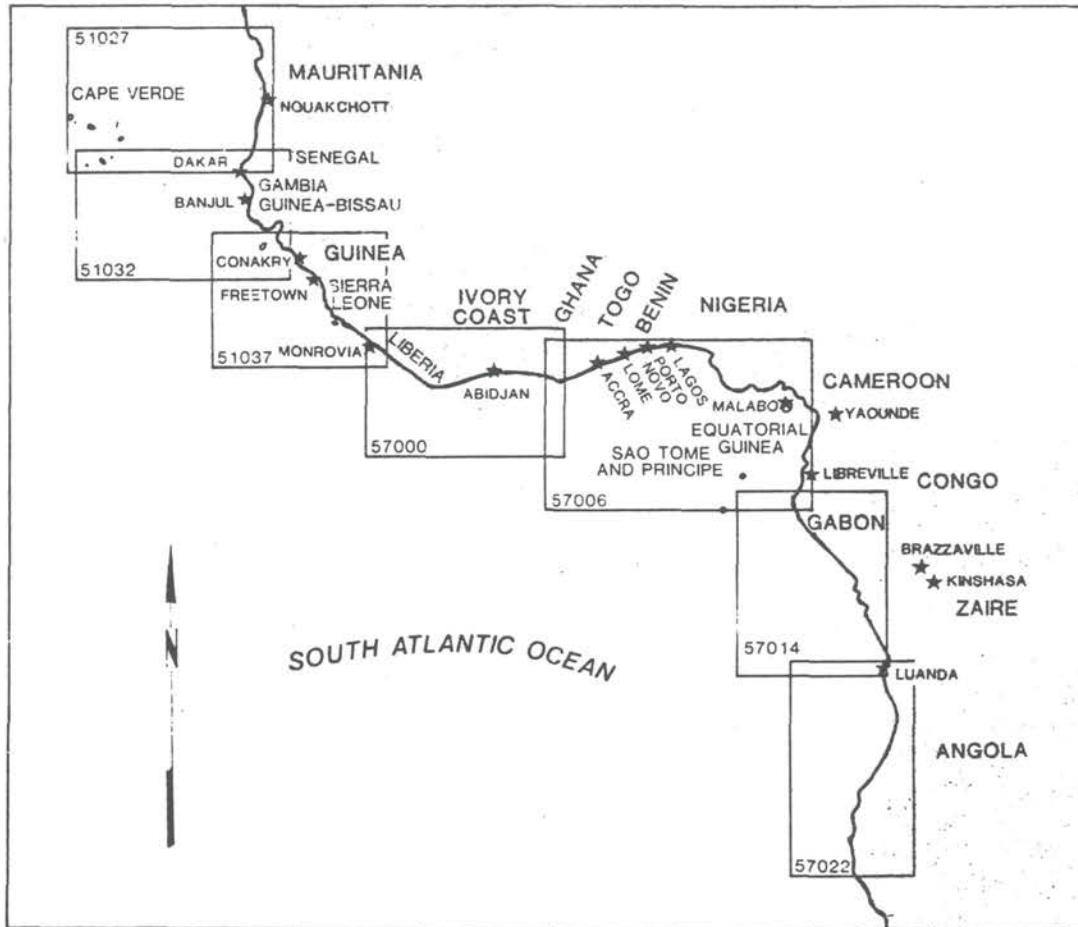 51027
MAURITANIA
CAPE VERDE
NOUAKCHOTT
DAKAR
SENEGAL
GAMBIA
BANJUL
GUINEA-BISSAU
51032
CONAKRY
GUINEA
FREETOWN
SIERRA
LEONE
51037
MONROVIA
LIBERIA
IVORY
COAST
ABIDJAN
57000
GHANA
TOGO
BENIN
NIGERIA
ACCRA
LOME
PORTO
NOVO
LAGOS
MALABO
EQUATORIAL
GUINEA
SAO TOME
AND PRINCIPE
57006
CAMEROON
YAOUNDE
LIBREVILLE
CONGO
GABON
BRAZZAVILLE
KINSHASA
ZAIRE
57014
N
SOUTH ATLANTIC OCEAN
LUANDA
ANGOLA
57022